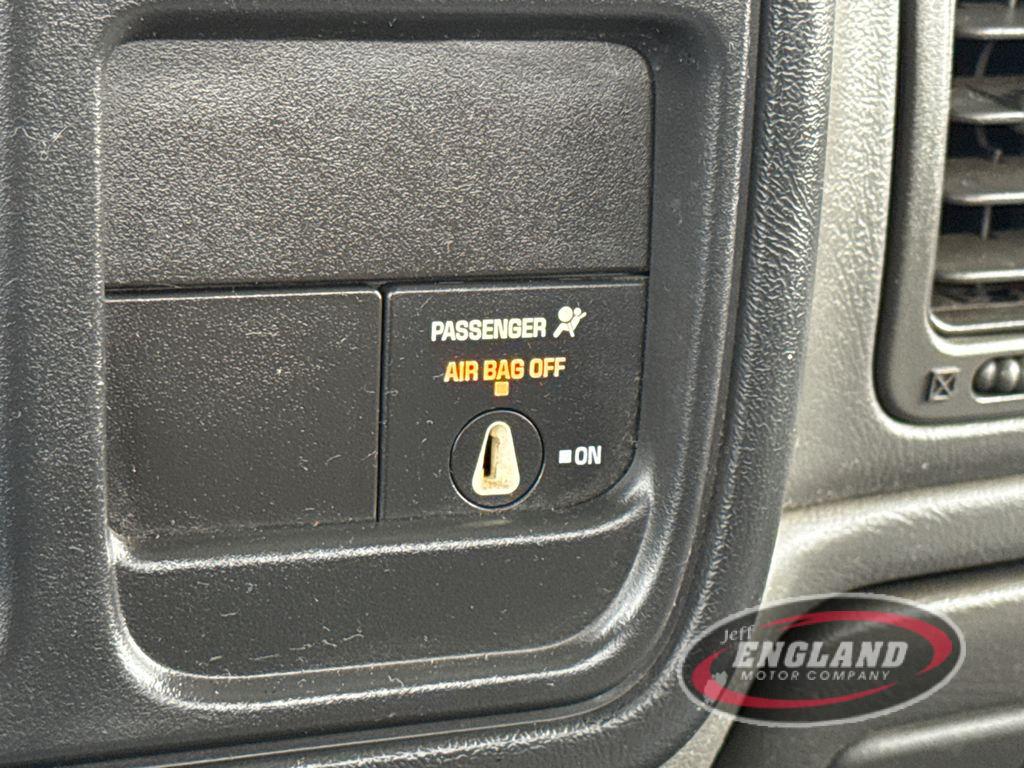 PASSENGER
AIR BAG OFF
ON
Jeff
ENGLAND
MOTOR COMPANY